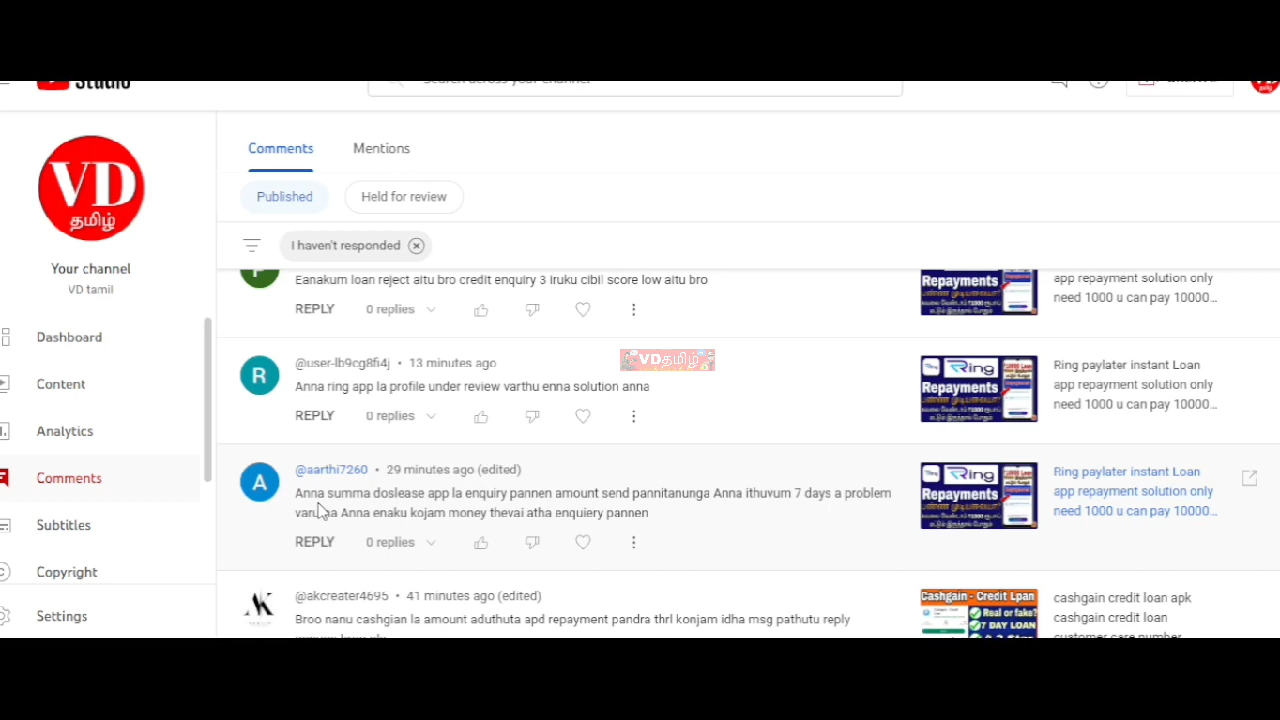 Studio
Search across your channel
VD
தமிழ்
Your channel
VD tamil
Dashboard
Content
Analytics
Comments
Subtitles
Copyright
Settings
Comments
Mentions
Published
Held for review
I haven't responded
Eanakum loan reject aitu bro credit enquiry 3 iruku cibil score low aitu bro
REPLY
0 replies
Repayments
app repayment solution only
need 1000 u can pay 10000...
VDதமிழ்
R
@user-lb9cg8fi4j • 13 minutes ago
Anna ring app la profile under review varthu enna solution anna
REPLY
0 replies
Ring
Repayments
Ring paylater instant Loan
app repayment solution only
need 1000 u can pay 10000...
A
@aarthi7260 • 29 minutes ago (edited)
Anna summa doslease app la enquiry pannen amount send pannitanunga Anna ithuvum 7 days a problem
Anna enaku kojam money thevai atha enquiery pannen
REPLY
0 replies
Ring
Repayments
Ring paylater instant Loan
app repayment solution only
need 1000 u can pay 10000...
AK
@akcreater4695 • 41 minutes ago (edited)
Broo nanu cashgian la amount aduthuta apd repayment pandra thrl konjam idha msg pathutu reply
Cashgain - Credit Lpan
Real or fake?
7 DAY LOAN
cashgain credit loan apk
cashgain credit loan
customer care number